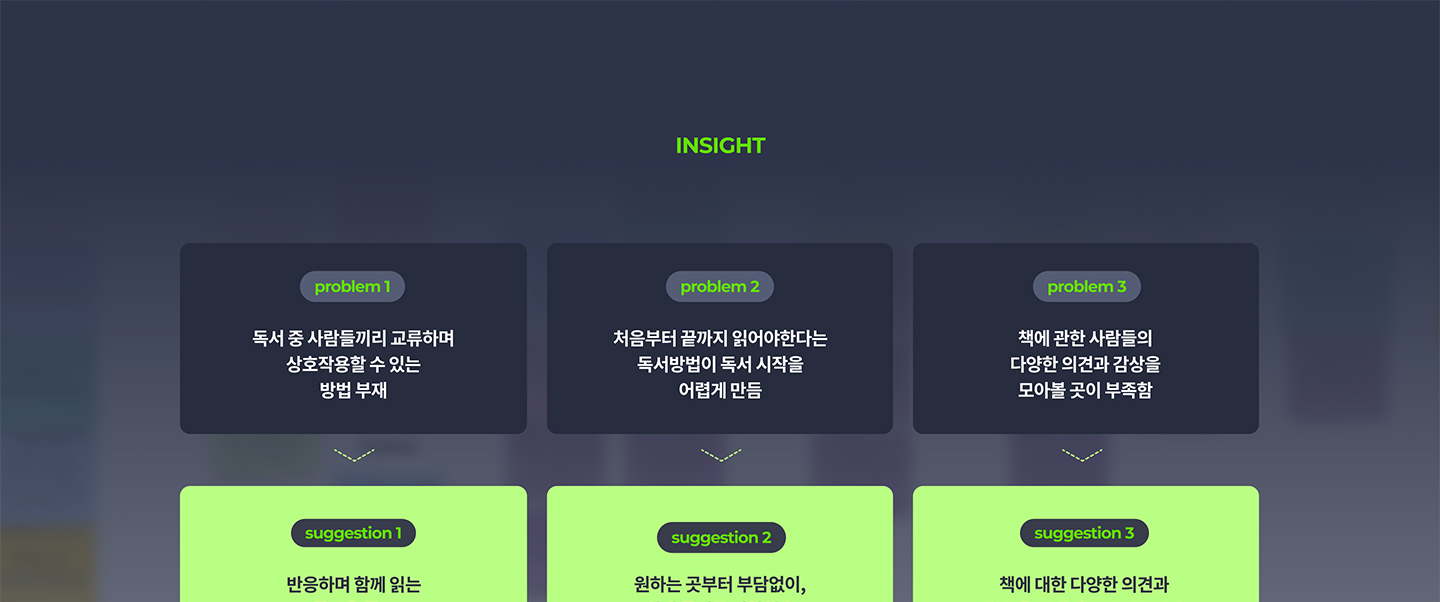 INSIGHT
problem 1
독서 중 사람들끼리 교류하며
상호작용할 수 있는
방법 부재
problem 2
처음부터 끝까지 읽어야한다는
독서방법이 독서 시작을
어렵게 만듬
problem 3
책에 관한 사람들의
다양한 의견과 감상을
모아볼 곳이 부족함
suggestion 1
반응하며 함께 읽는
suggestion 2
원하는 곳부터 부담없이,
suggestion 3
책에 대한 다양한 의견과